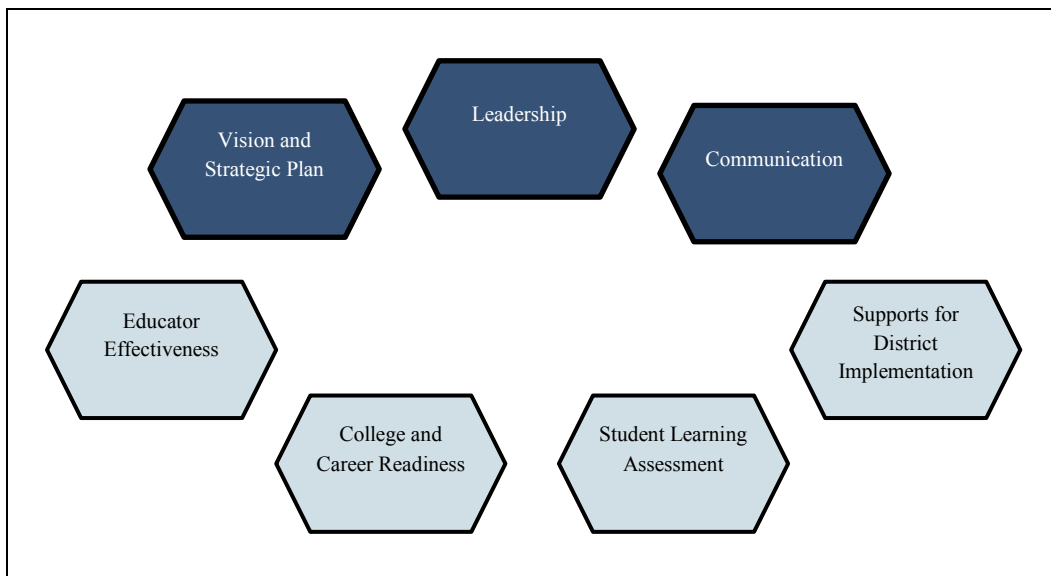 Leadership
Vision and
Strategic Plan
Communication
Educator
Effectiveness
Supports for
District
Implementation
College and
Career Readiness
Student Learning
Assessment